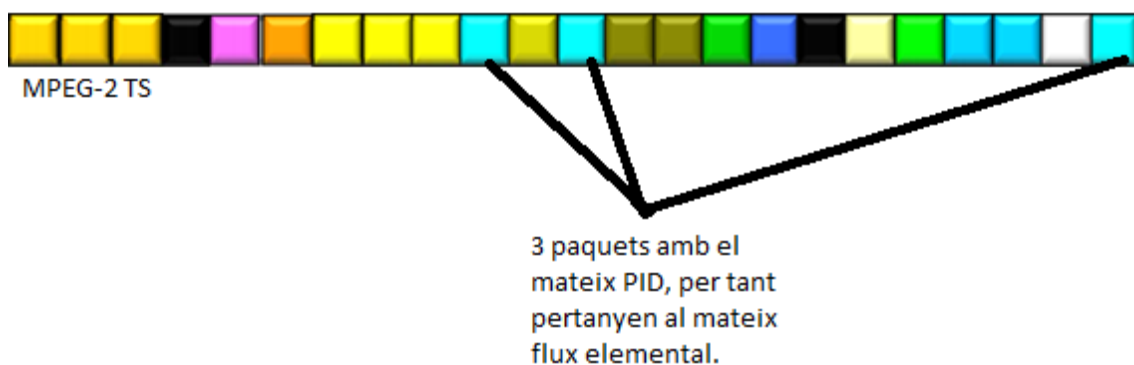 MPEG-2 TS
3 paquets amb el
mateix PID, per tant
pertanyen al mateix
flux elemental.